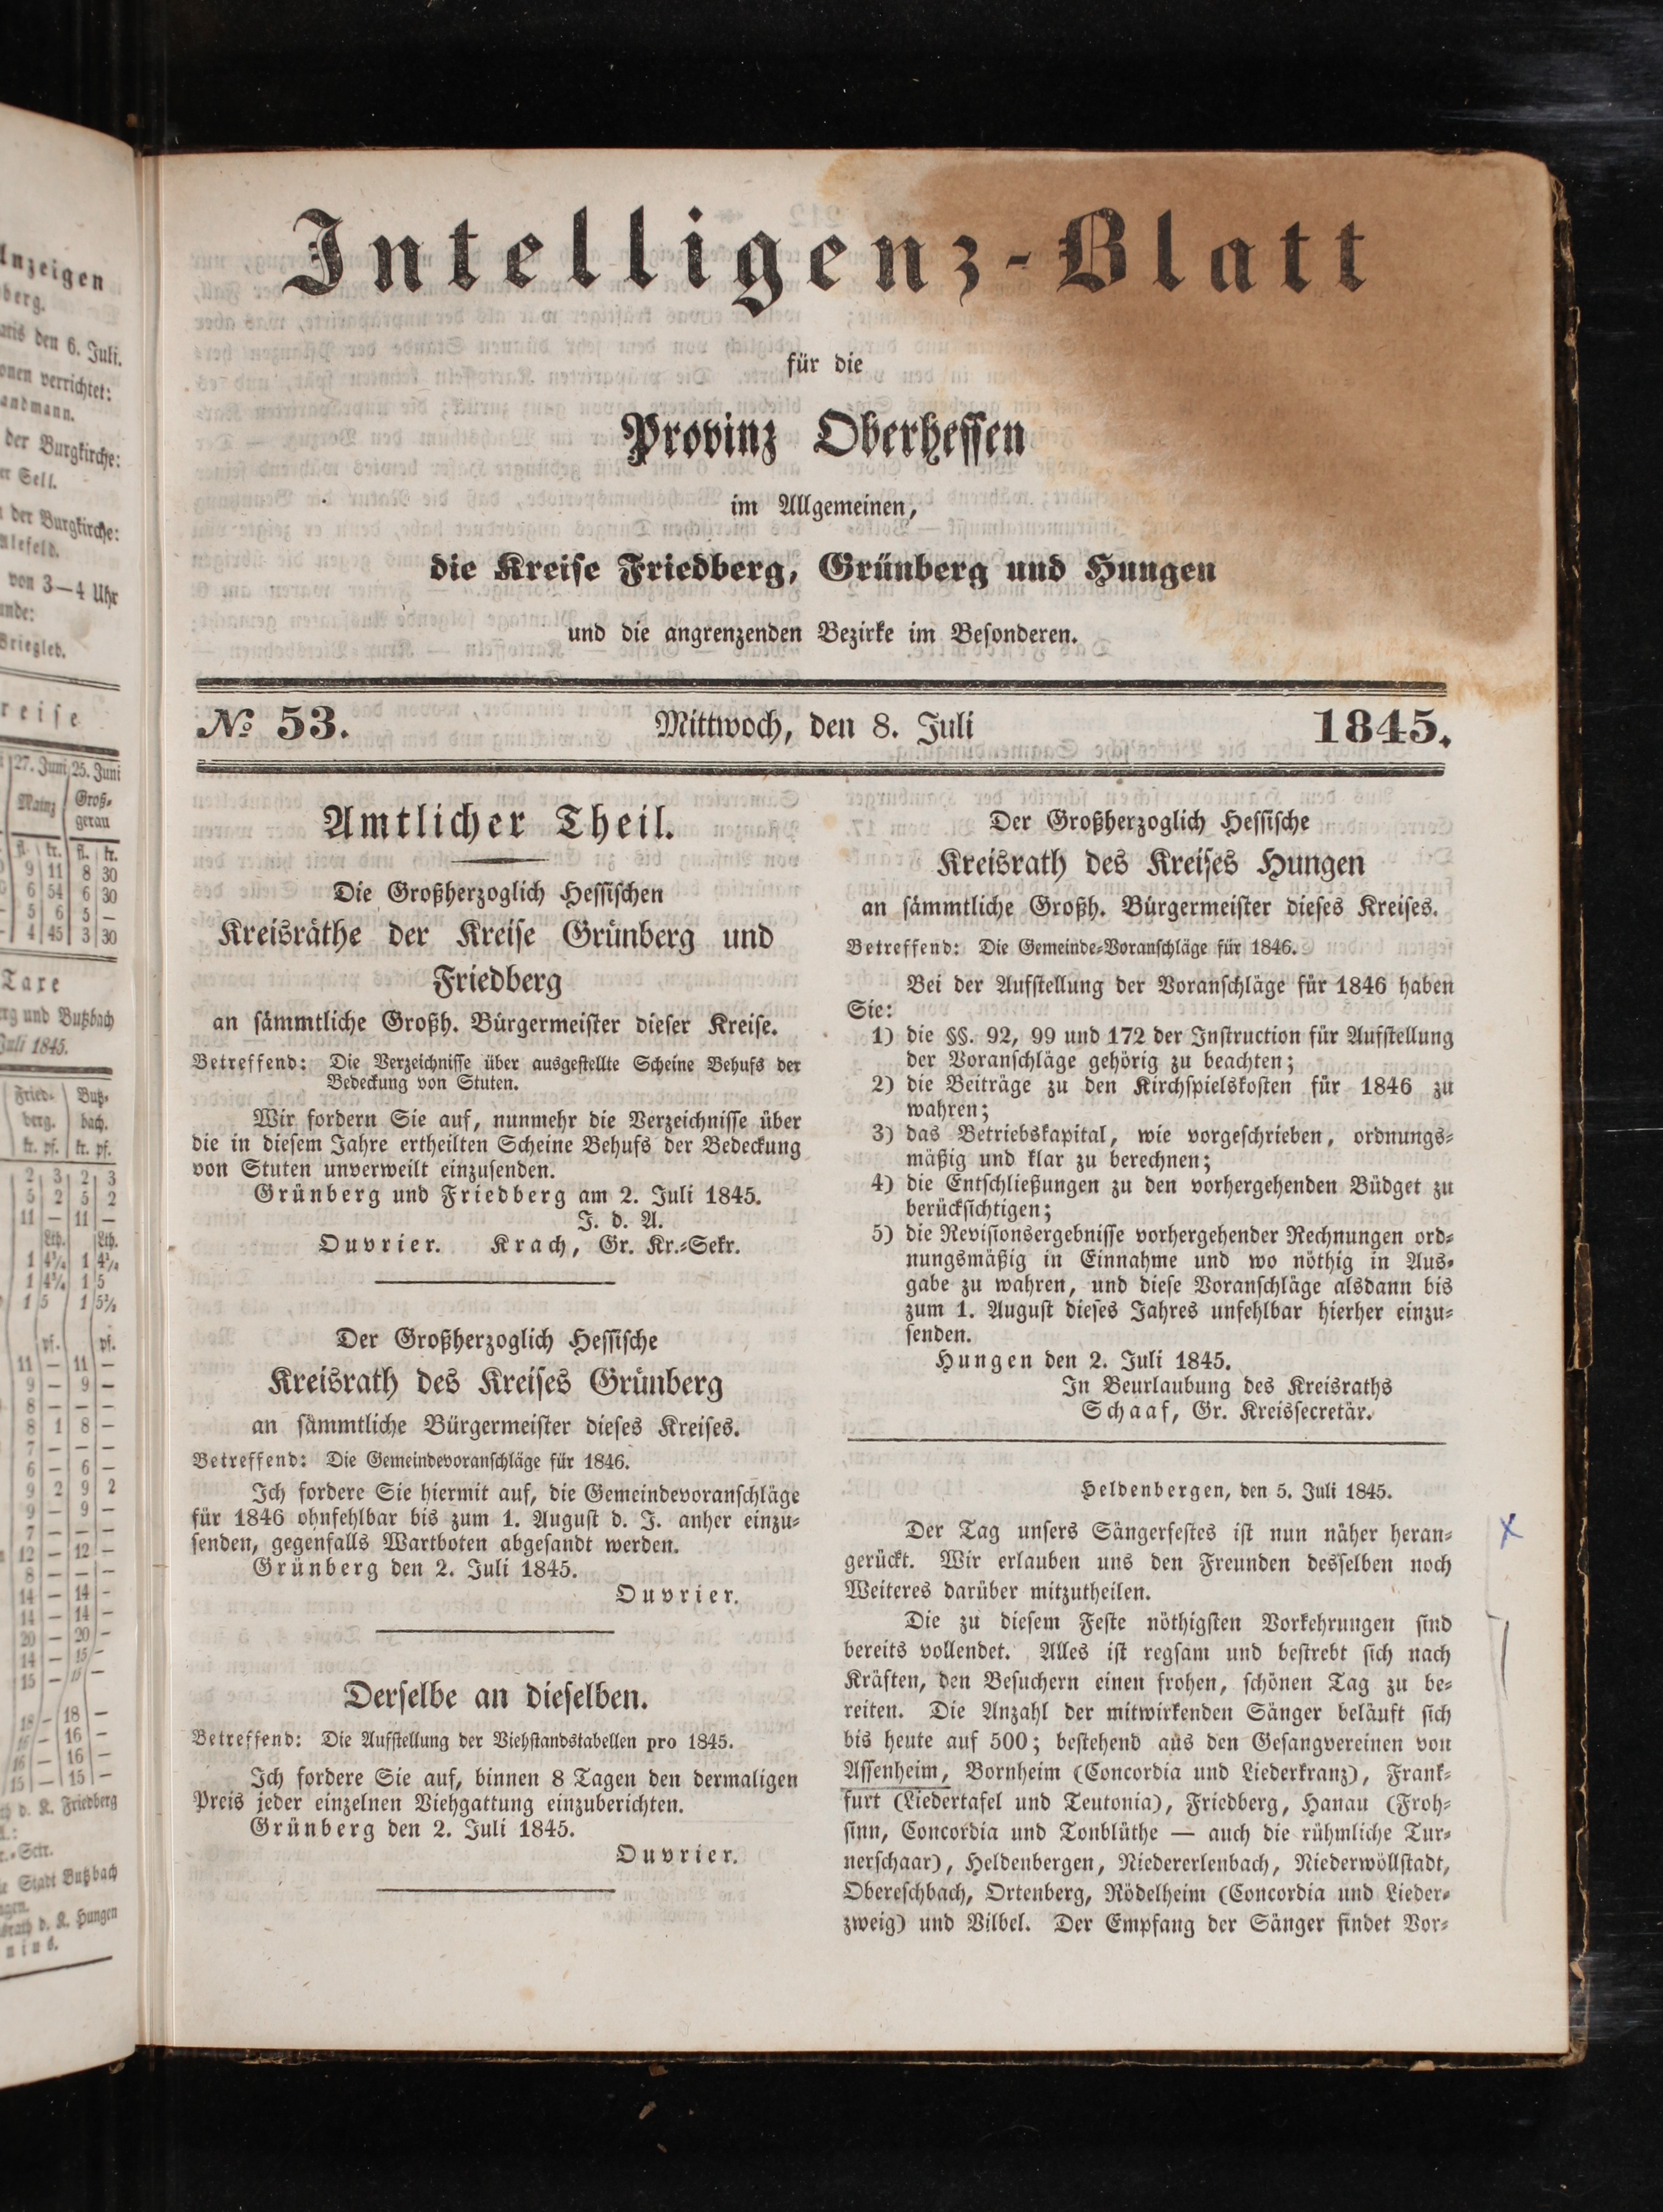 Intelligenz-Blatt
für die
Provinz Oberhessen
im Allgemeinen,
die Kreise Friedberg, Grünberg und Hungen
und die angrenzenden Bezirke im Besonderen.
№ 53. Mittwoch, den 8. Juli 1845.
Amtlicher Theil.
Die Großherzoglich Hessischen
Kreisräthe der Kreise Grünberg und
Friedberg
an sämmtliche Großh. Bürgermeister dieser Kreise.
Betreffend: Die Verzeichnisse über ausgestellte Scheine Behufs der
Bedeckung von Stuten.
Wir fordern Sie auf, nunmehr die Verzeichnisse über
die in diesem Jahre ertheilten Scheine Behufs der Bedeckung
von Stuten unverweilt einzusenden.
Grünberg und Friedberg am 2. Juli 1845.
J. d. A.
Ouvrier. Krach, Gr. Kr.-Sekr.
Der Großherzoglich Hessische
Kreisrath des Kreises Grünberg
an sämmtliche Bürgermeister dieses Kreises.
Betreffend: Die Gemeindevoranschläge für 1846.
Ich fordere Sie hiermit auf, die Gemeindevoranschläge
für 1846 ohnfehlbar bis zum 1. August d. J. anher einzu-
senden, gegenfalls Wartboten abgesandt werden.
Grünberg den 2. Juli 1845.
Ouvrier.
Derselbe an dieselben.
Betreffend: Die Aufstellung der Viehstandstabellen pro 1845.
Ich fordere Sie auf, binnen 8 Tagen den dermaligen
Preis jeder einzelnen Viehgattung einzuberichten.
Grünberg den 2. Juli 1845.
Ouvrier.
Der Großherzoglich Hessische
Kreisrath des Kreises Hungen
an sämmtliche Großh. Bürgermeister dieses Kreises.
Betreffend: Die Gemeinde-Voranschläge für 1846.
Bei der Aufstellung der Voranschläge für 1846 haben
Sie:
1) die §§. 92, 99 und 172 der Instruction für Aufstellung
der Voranschläge gehörig zu beachten;
2) die Beiträge zu den Kirchspielskosten für 1846 zu
wahren;
3) das Betriebskapital, wie vorgeschrieben, ordnungs-
mäßig und klar zu berechnen;
4) die Entschließungen zu den vorhergehenden Büdget zu
berücksichtigen;
5) die Revisionsergebnisse vorhergehender Rechnungen ord-
nungsmäßig in Einnahme und wo nöthig in Aus-
gabe zu wahren, und diese Voranschläge alsdann bis
zum 1. August dieses Jahres unfehlbar hierher einzu-
senden.
Hungen den 2. Juli 1845.
In Beurlaubung des Kreisraths
Schaaf, Gr. Kreissecretär.
Heldenbergen, den 5. Juli 1845.
Der Tag unsers Sängerfestes ist nun näher heran-
gerückt. Wir erlauben uns den Freunden desselben noch
Weiteres darüber mitzutheilen.
Die zu diesem Feste nöthigsten Vorkehrungen sind
bereits vollendet. Alles ist regsam und bestrebt sich nach
Kräften, den Besuchern einen frohen, schönen Tag zu be-
reiten. Die Anzahl der mitwirkenden Sänger beläuft sich
bis heute auf 500; bestehend aus den Gesangvereinen von
Assenheim, Bornheim (Concordia und Liederkranz), Frank-
furt (Liedertafel und Teutonia), Friedberg, Hanau (Froh-
sinn, Concordia und Tonblüthe — auch die rühmliche Tur-
nerschaar), Heldenbergen, Niedererlenbach, Niederwöllstadt,
Obereschbach, Ortenberg, Rödelheim (Concordia und Lieder-
zweig) und Vilbel. Der Empfang der Sänger findet Vor-